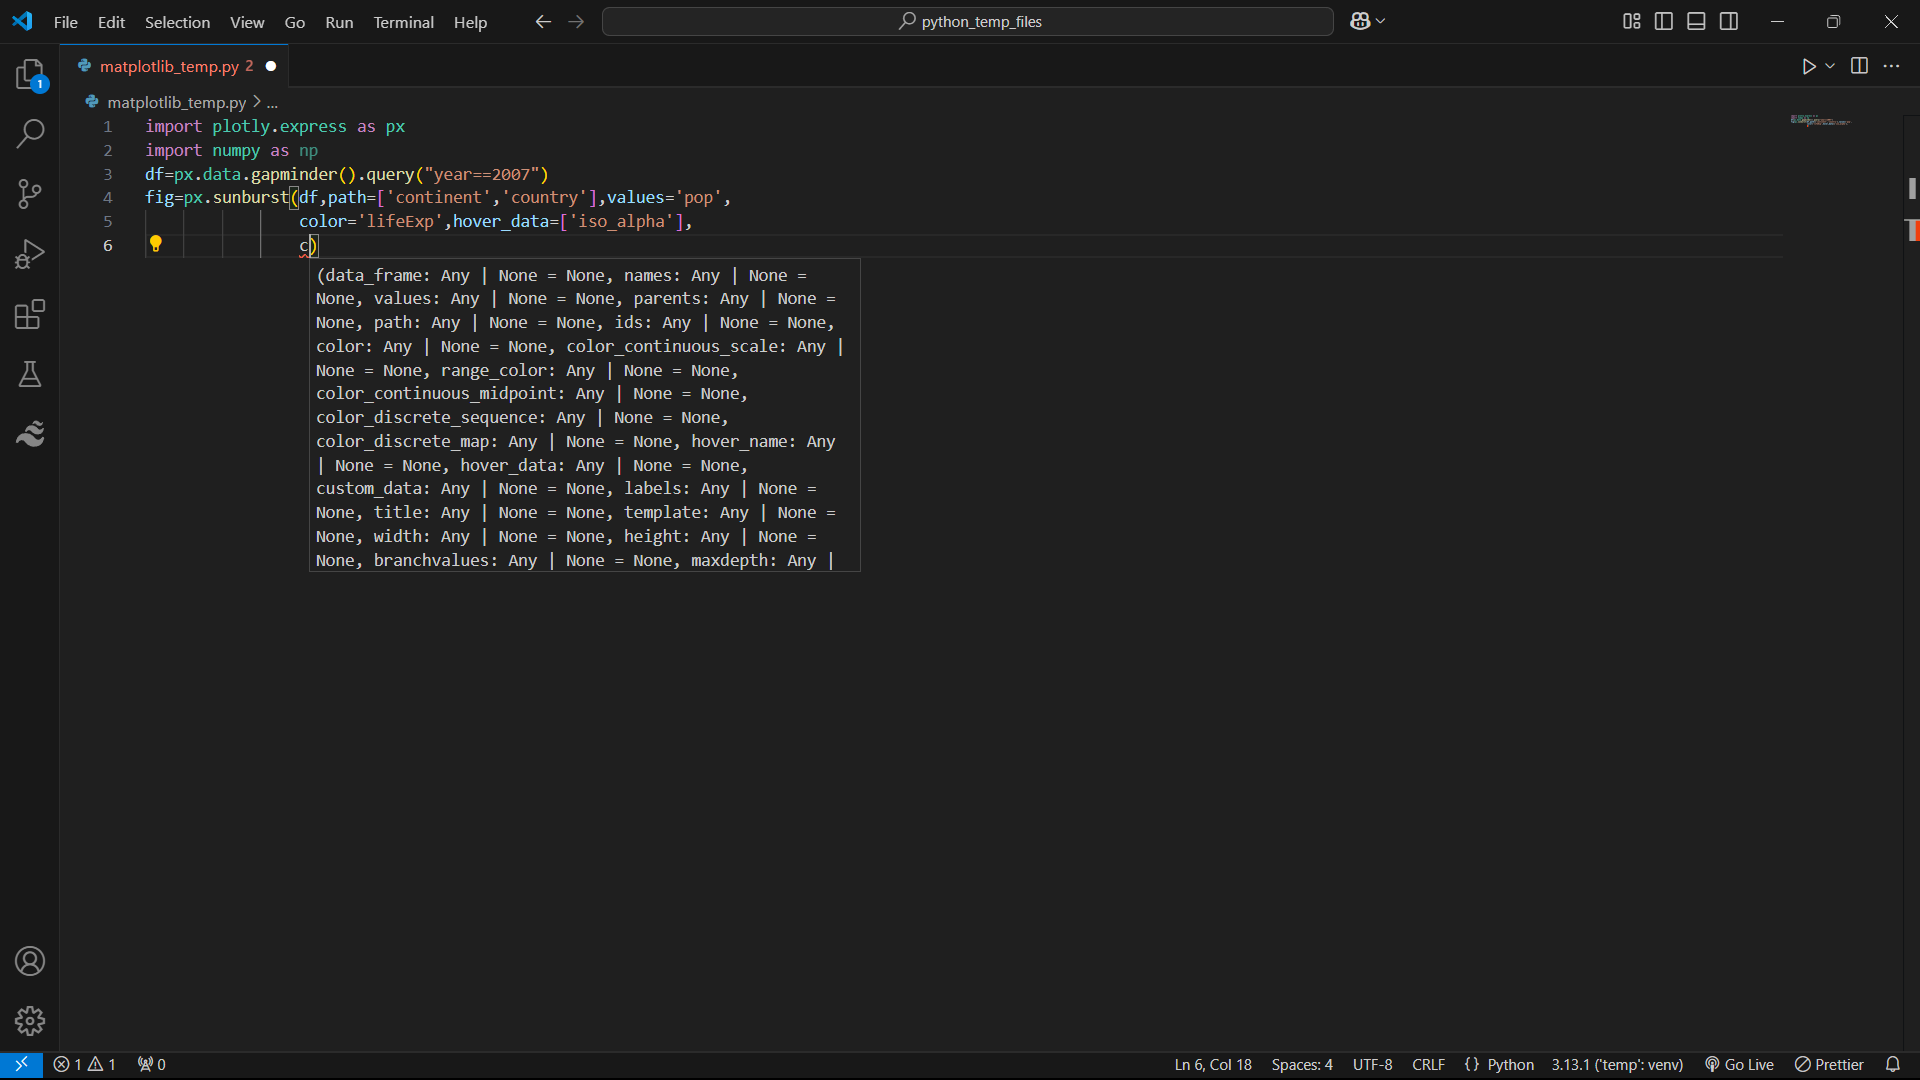 File Edit Selection View Go Run Terminal Help
python_temp_files
matplotlib_temp.py 2
matplotlib_temp.py > ...
1
1 import plotly.express as px
2 import numpy as np
3 df=px.data.gapminder().query("year==2007")
4 fig=px.sunburst(df,path=['continent','country'],values='pop',
5 color='lifeExp',hover_data=['iso_alpha'],
6 c)
(data_frame: Any | None = None, names: Any | None =
None, values: Any | None = None, parents: Any | None =
None, path: Any | None = None, ids: Any | None = None,
color: Any | None = None, color_continuous_scale: Any |
None = None, range_color: Any | None = None,
color_continuous_midpoint: Any | None = None,
color_discrete_sequence: Any | None = None,
color_discrete_map: Any | None = None, hover_name: Any
| None = None, hover_data: Any | None = None,
custom_data: Any | None = None, labels: Any | None =
None, title: Any | None = None, template: Any | None =
None, width: Any | None = None, height: Any | None =
None, branchvalues: Any | None = None, maxdepth: Any |
1 1 0 Ln 6, Col 18 Spaces: 4 UTF-8 CRLF {} Python 3.13.1 ('temp': venv) Go Live Prettier